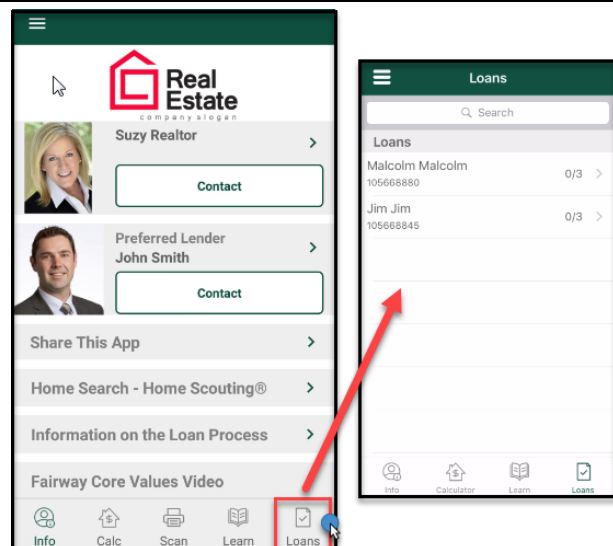 Real
Estate
company slogan
Suzy Realtor
Contact
Preferred Lender
John Smith
Contact
Share This App
Home Search - Home Scouting®
Information on the Loan Process
Fairway Core Values Video
Info Calc Scan Learn Loans
Loans
Search
Loans
Malcolm Malcolm
105668880
0/3
Jim Jim
105668845
0/3
Info Calculator Learn Loans